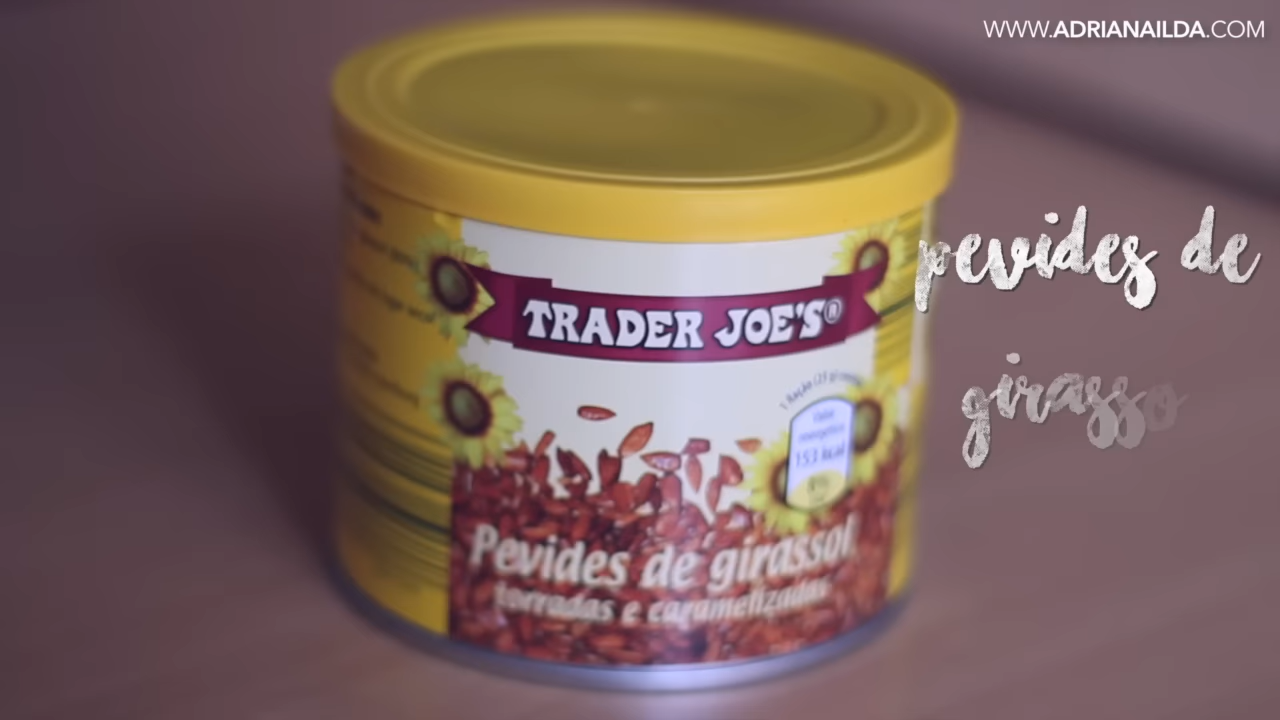 WWW.ADRIANAILDA.COM
pevides de
girasso
TRADER JOE'S®
153 kcal
Pevides de girassol
torradas e caramelizadas